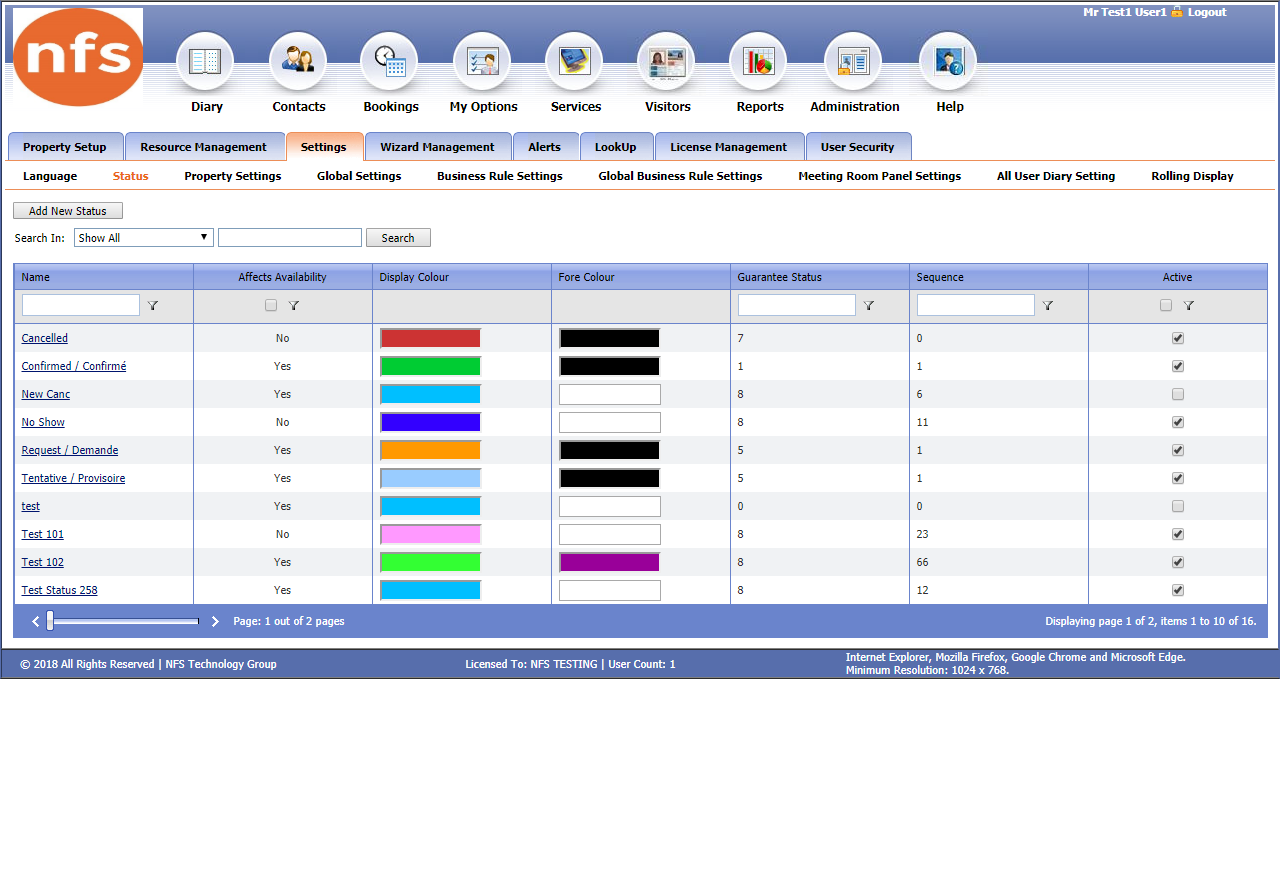 Mr Test1 User1 Logout
nfs
Diary Contacts Bookings My Options Services Visitors Reports Administration Help
Property Setup Resource Management Settings Wizard Management Alerts LookUp License Management User Security
Language Status Property Settings Global Settings Business Rule Settings Global Business Rule Settings Meeting Room Panel Settings All User Diary Setting Rolling Display
Add New Status
Search In: Show All Search
Name Affects Availability Display Colour Fore Colour Guarantee Status Sequence Active
Cancelled No 7 0
Confirmed / Confirmé Yes 1 1
New Canc Yes 8 6
No Show No 8 11
Request / Demande Yes 5 1
Tentative / Provisoire Yes 5 1
test Yes 0 0
Test 101 No 8 23
Test 102 Yes 8 66
Test Status 258 Yes 8 12
Page: 1 out of 2 pages Displaying page 1 of 2, items 1 to 10 of 16.
© 2018 All Rights Reserved | NFS Technology Group Licensed To: NFS TESTING | User Count: 1 Internet Explorer, Mozilla Firefox, Google Chrome and Microsoft Edge.
Minimum Resolution: 1024 x 768.